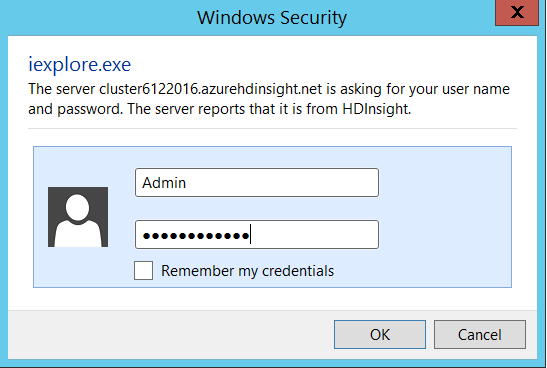 Windows Security
X
iexplore.exe
The server cluster6122016.azurehdinsight.net is asking for your user name
and password. The server reports that it is from HDInsight.
Admin
●●●●●●●●●●●●
Remember my credentials
OK Cancel